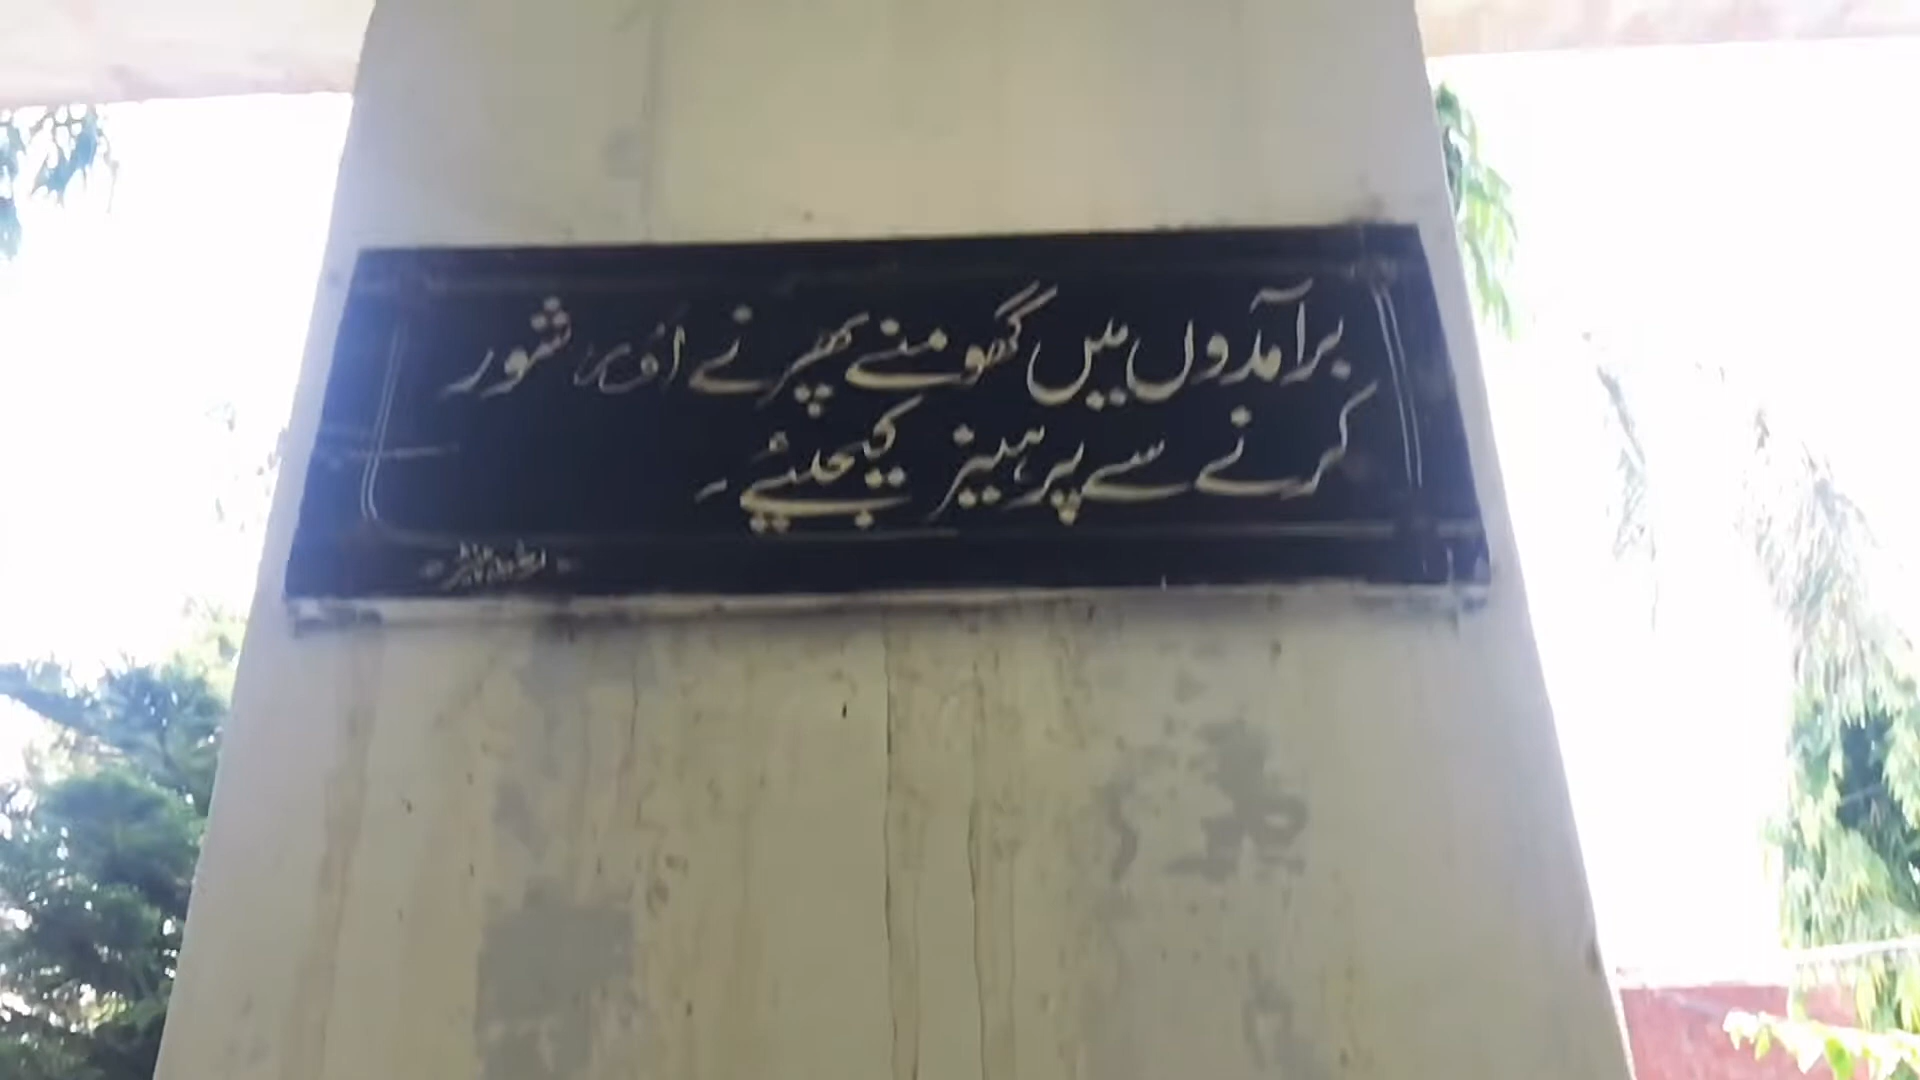 برآمدوں میں گھومنے پھرنے اور شور
کرنے سے پرہیز کیجئیے ۔